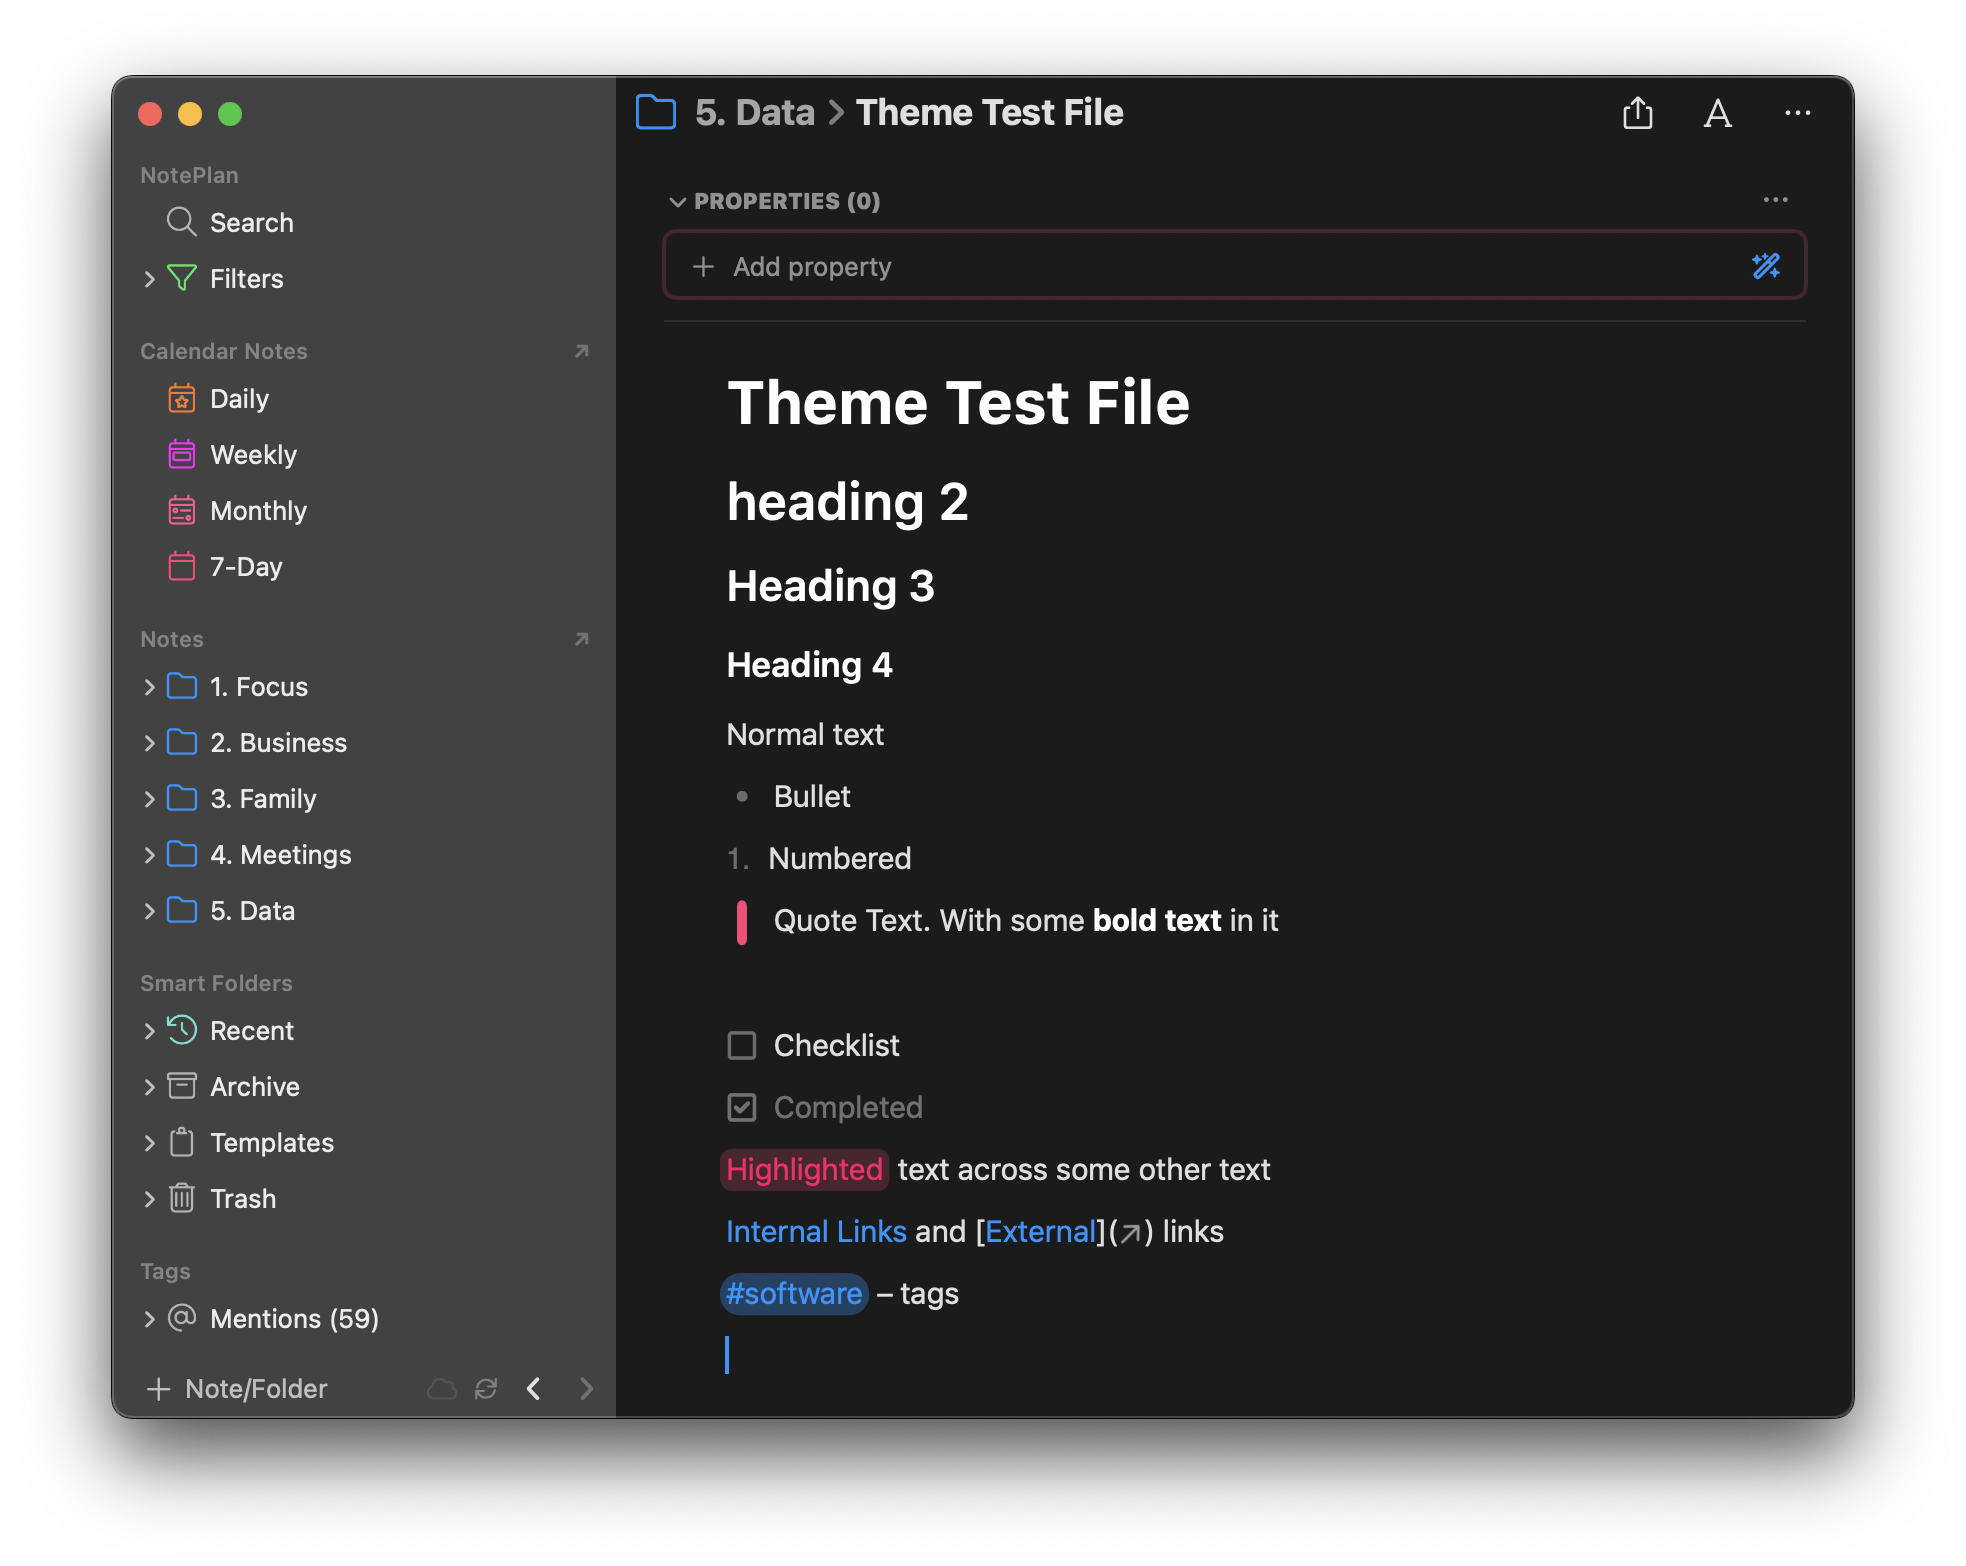 NotePlan
Search
Filters
Calendar Notes
Daily
Weekly
Monthly
7-Day
Notes
1. Focus
2. Business
3. Family
4. Meetings
5. Data
Smart Folders
Recent
Archive
Templates
Trash
Tags
Mentions (59)
Note/Folder
5. Data > Theme Test File
PROPERTIES (0)
Add property
Theme Test File
heading 2
Heading 3
Heading 4
Normal text
• Bullet
1. Numbered
Quote Text. With some bold text in it
Checklist
Completed
Highlighted text across some other text
Internal Links and [External](↗) links
#software – tags